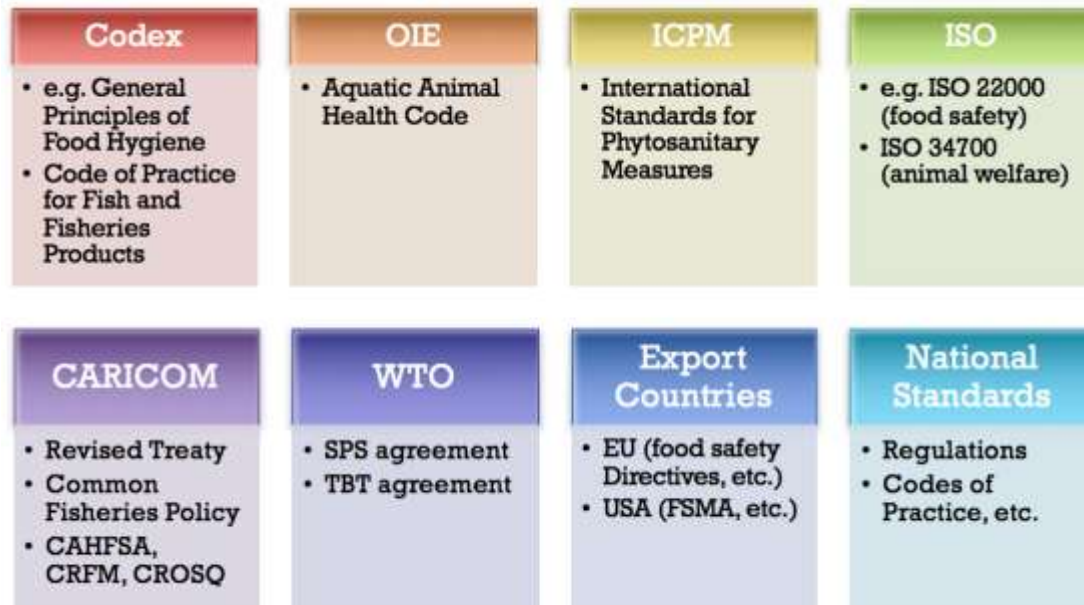 Codex
• e.g. General
Principles of
Food Hygiene
• Code of Practice
for Fish and
Fisheries
Products
OIE
• Aquatic Animal
Health Code
ICPM
• International
Standards for
Phytosanitary
Measures
ISO
• e.g. ISO 22000
(food safety)
• ISO 34700
(animal welfare)
CARICOM
• Revised Treaty
• Common
Fisheries Policy
• CAHFSA,
CRFM, CROSQ
WTO
• SPS agreement
• TBT agreement
Export
Countries
• EU (food safety
Directives, etc.)
• USA (FSMA, etc.)
National
Standards
• Regulations
• Codes of
Practice, etc.